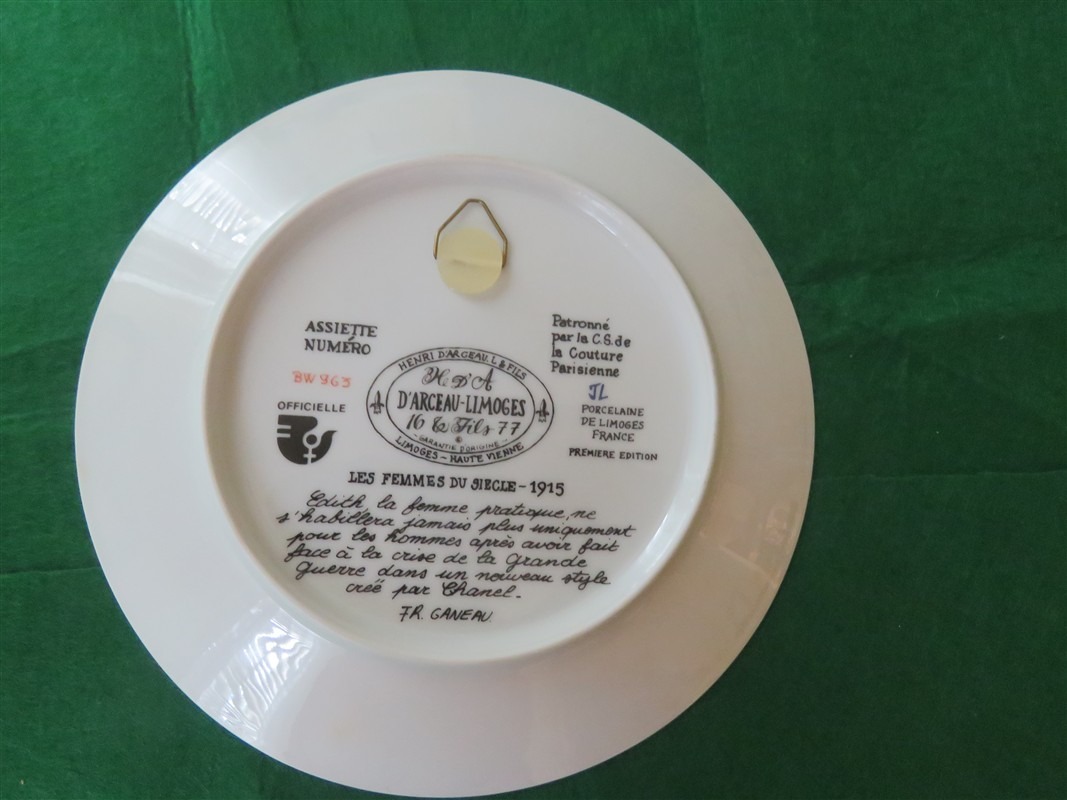 ASSIETTE
NUMÉRO
BW 963
OFFICIELLE
Patronné
par la C.S. de
la Couture
Parisienne
JL
PORCELAINE
DE LIMOGES
FRANCE
PREMIERE EDITION
HENRI D'ARCEAU. L & FILS
H D'A
D'ARCEAU-LIMOGES
16 & Fils 77
- GARANTIE D'ORIGINE -
©
LIMOGES - HAUTE VIENNE
LES FEMMES DU SIECLE - 1915
Edith, la femme pratique, ne
s'habillera jamais plus uniquement
pour les hommes après avoir fait
face à la crise de la Grande
Guerre dans un nouveau style
créé par Chanel.
FR. GANEAU